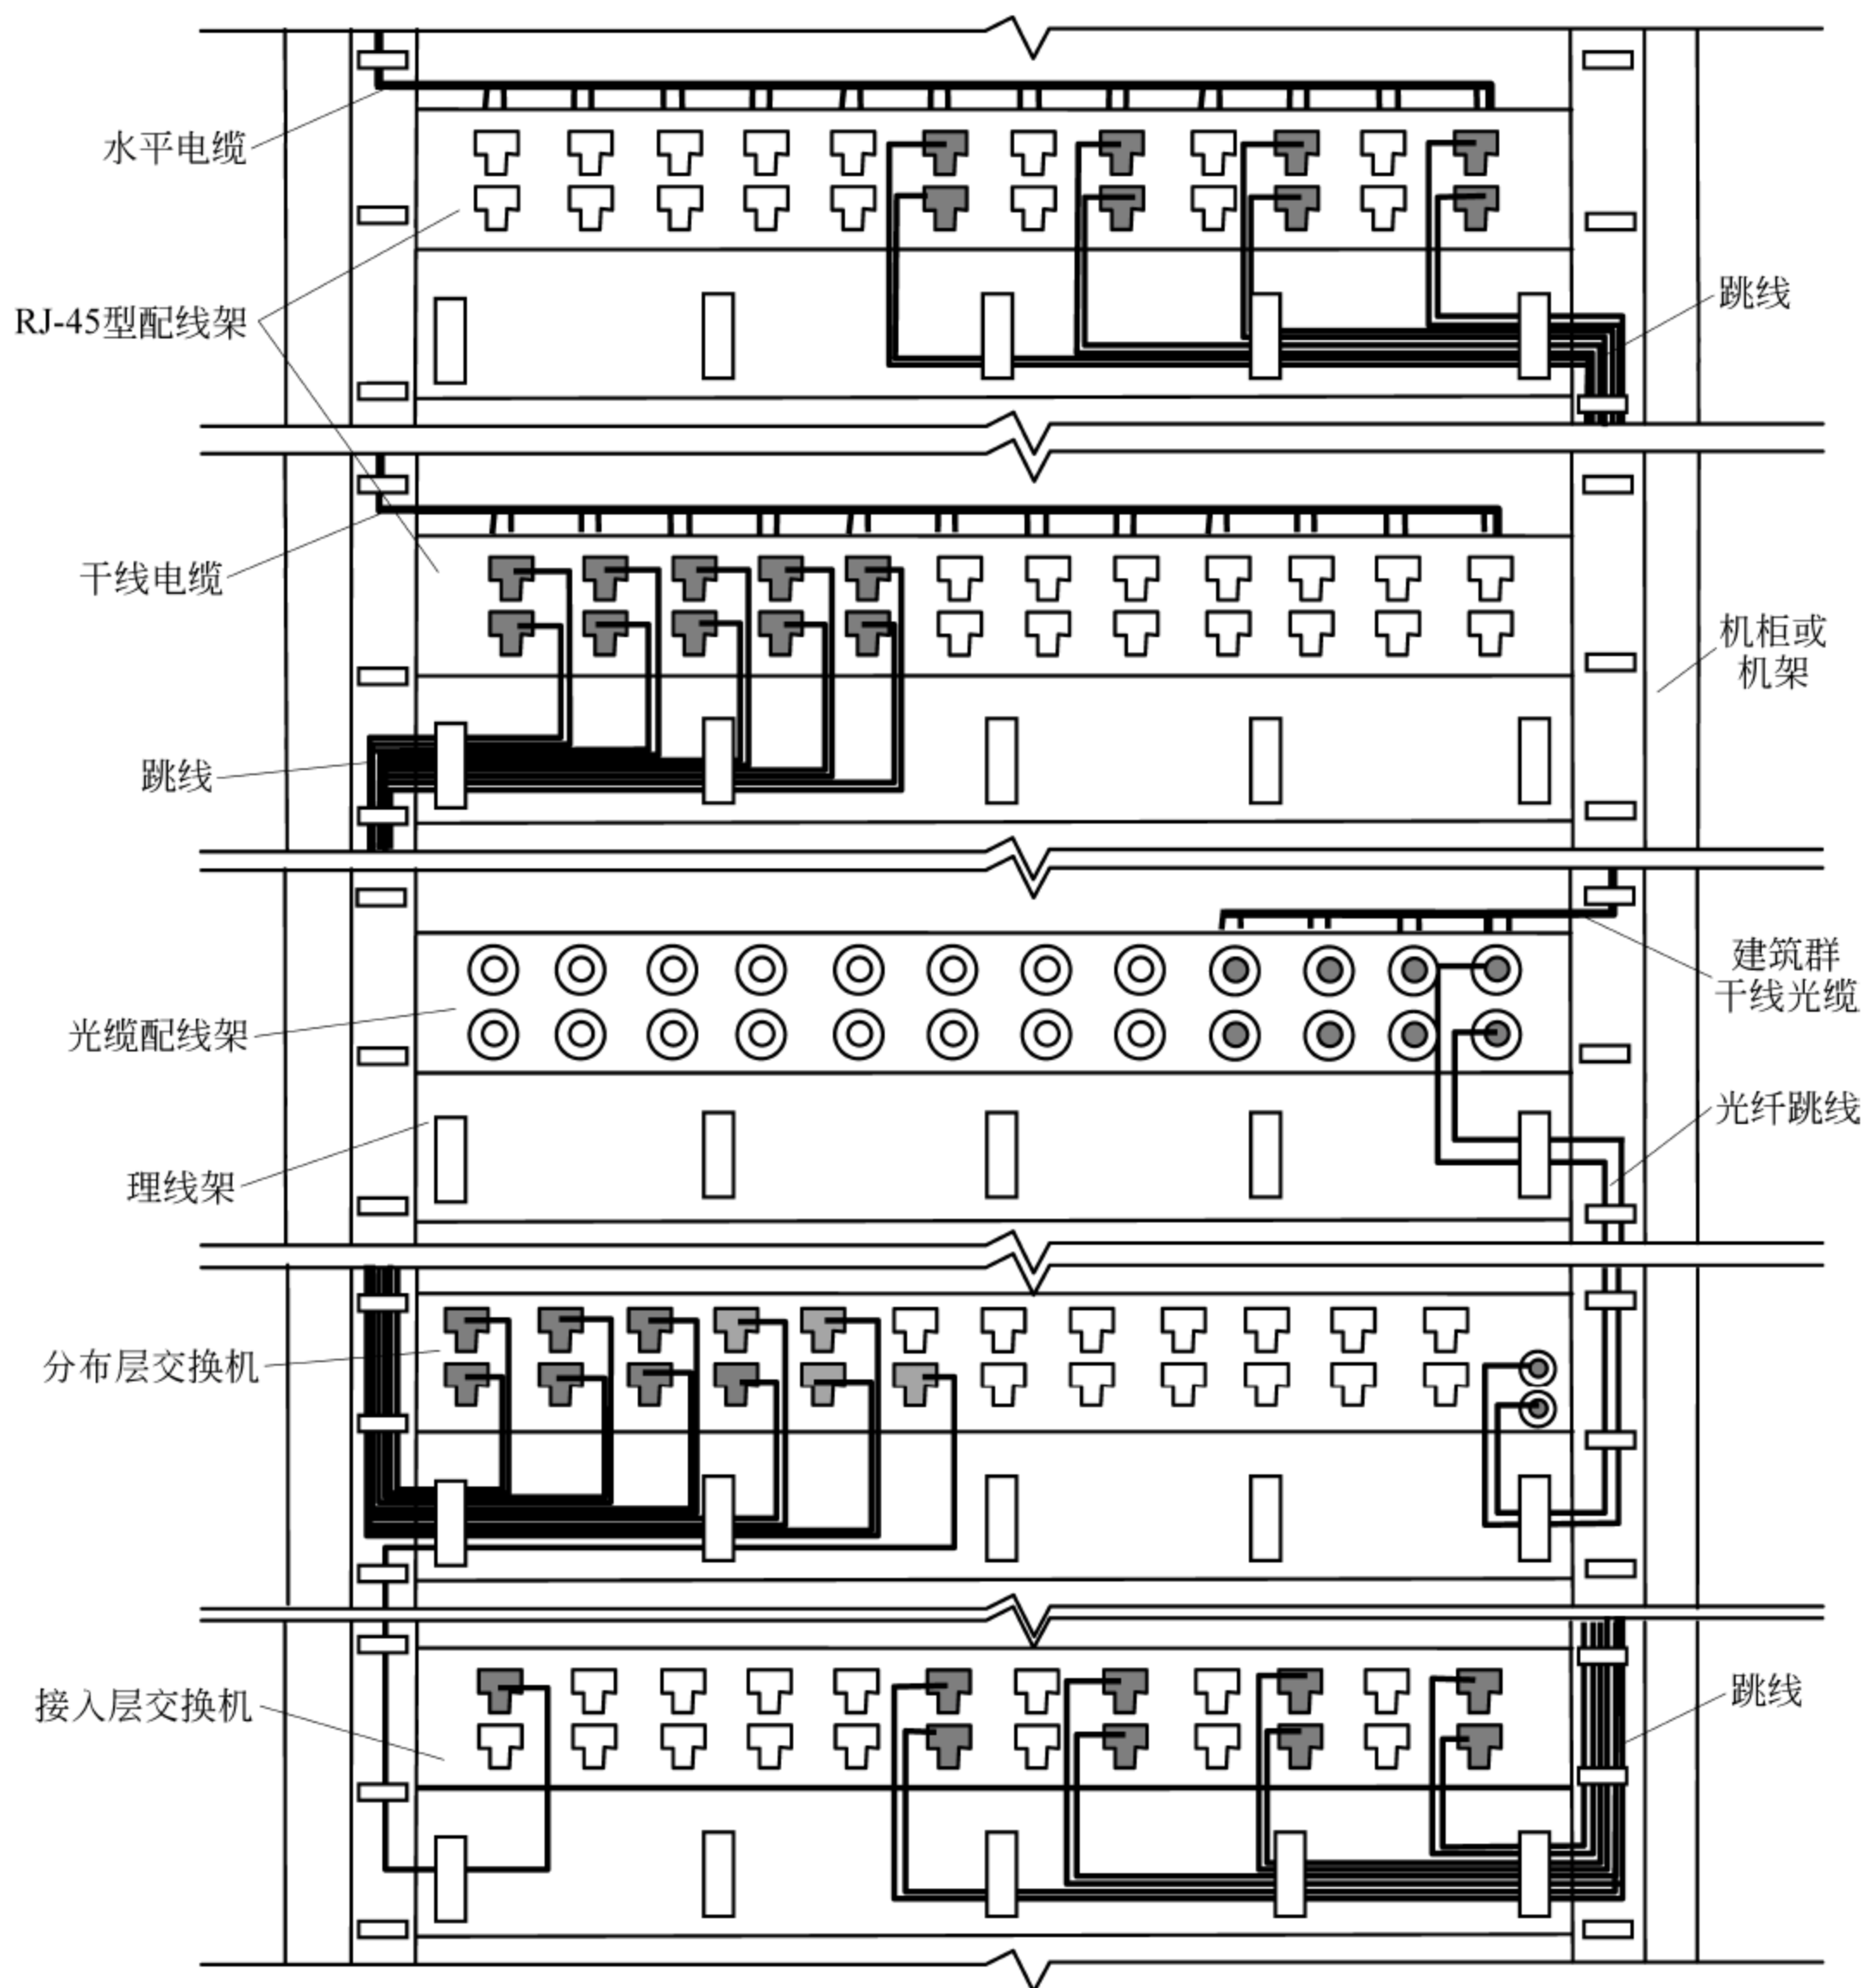 水平电缆
RJ-45型配线架
跳线
干线电缆
机柜或
机架
跳线
建筑群
干线光缆
光缆配线架
光纤跳线
理线架
分布层交换机
接入层交换机
跳线